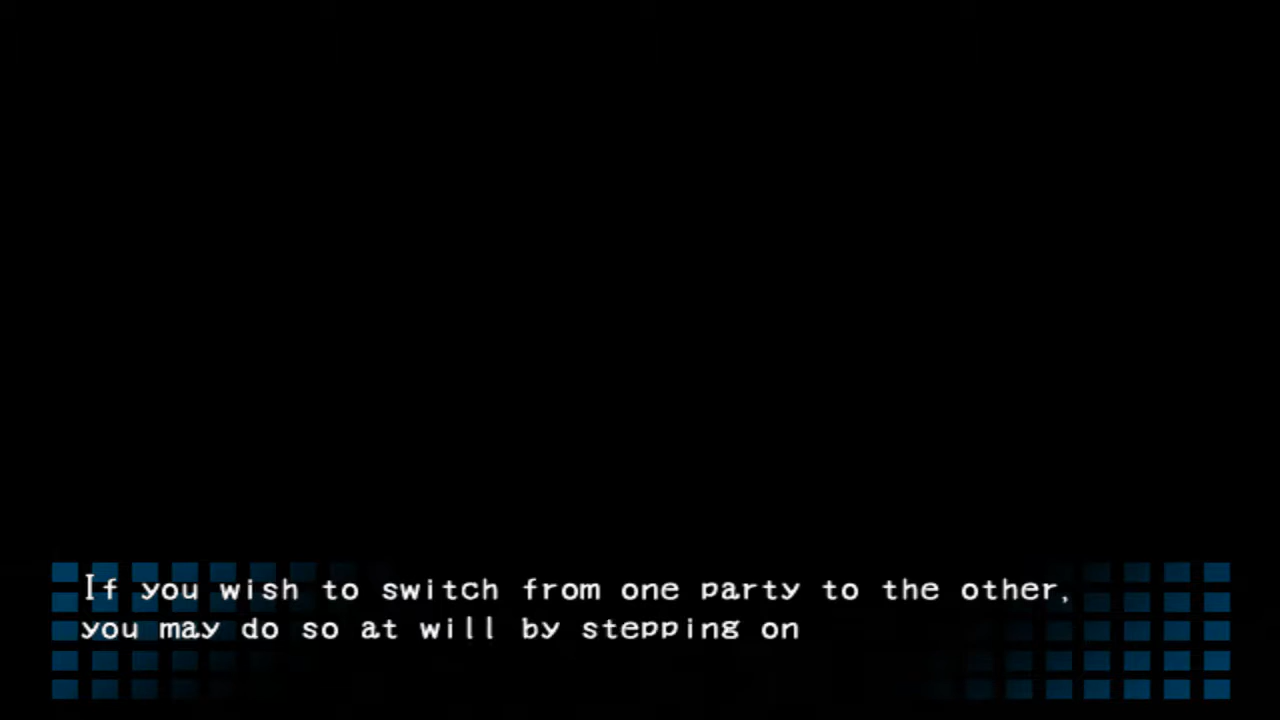 If you wish to switch from one party to the other,
you may do so at will by stepping on